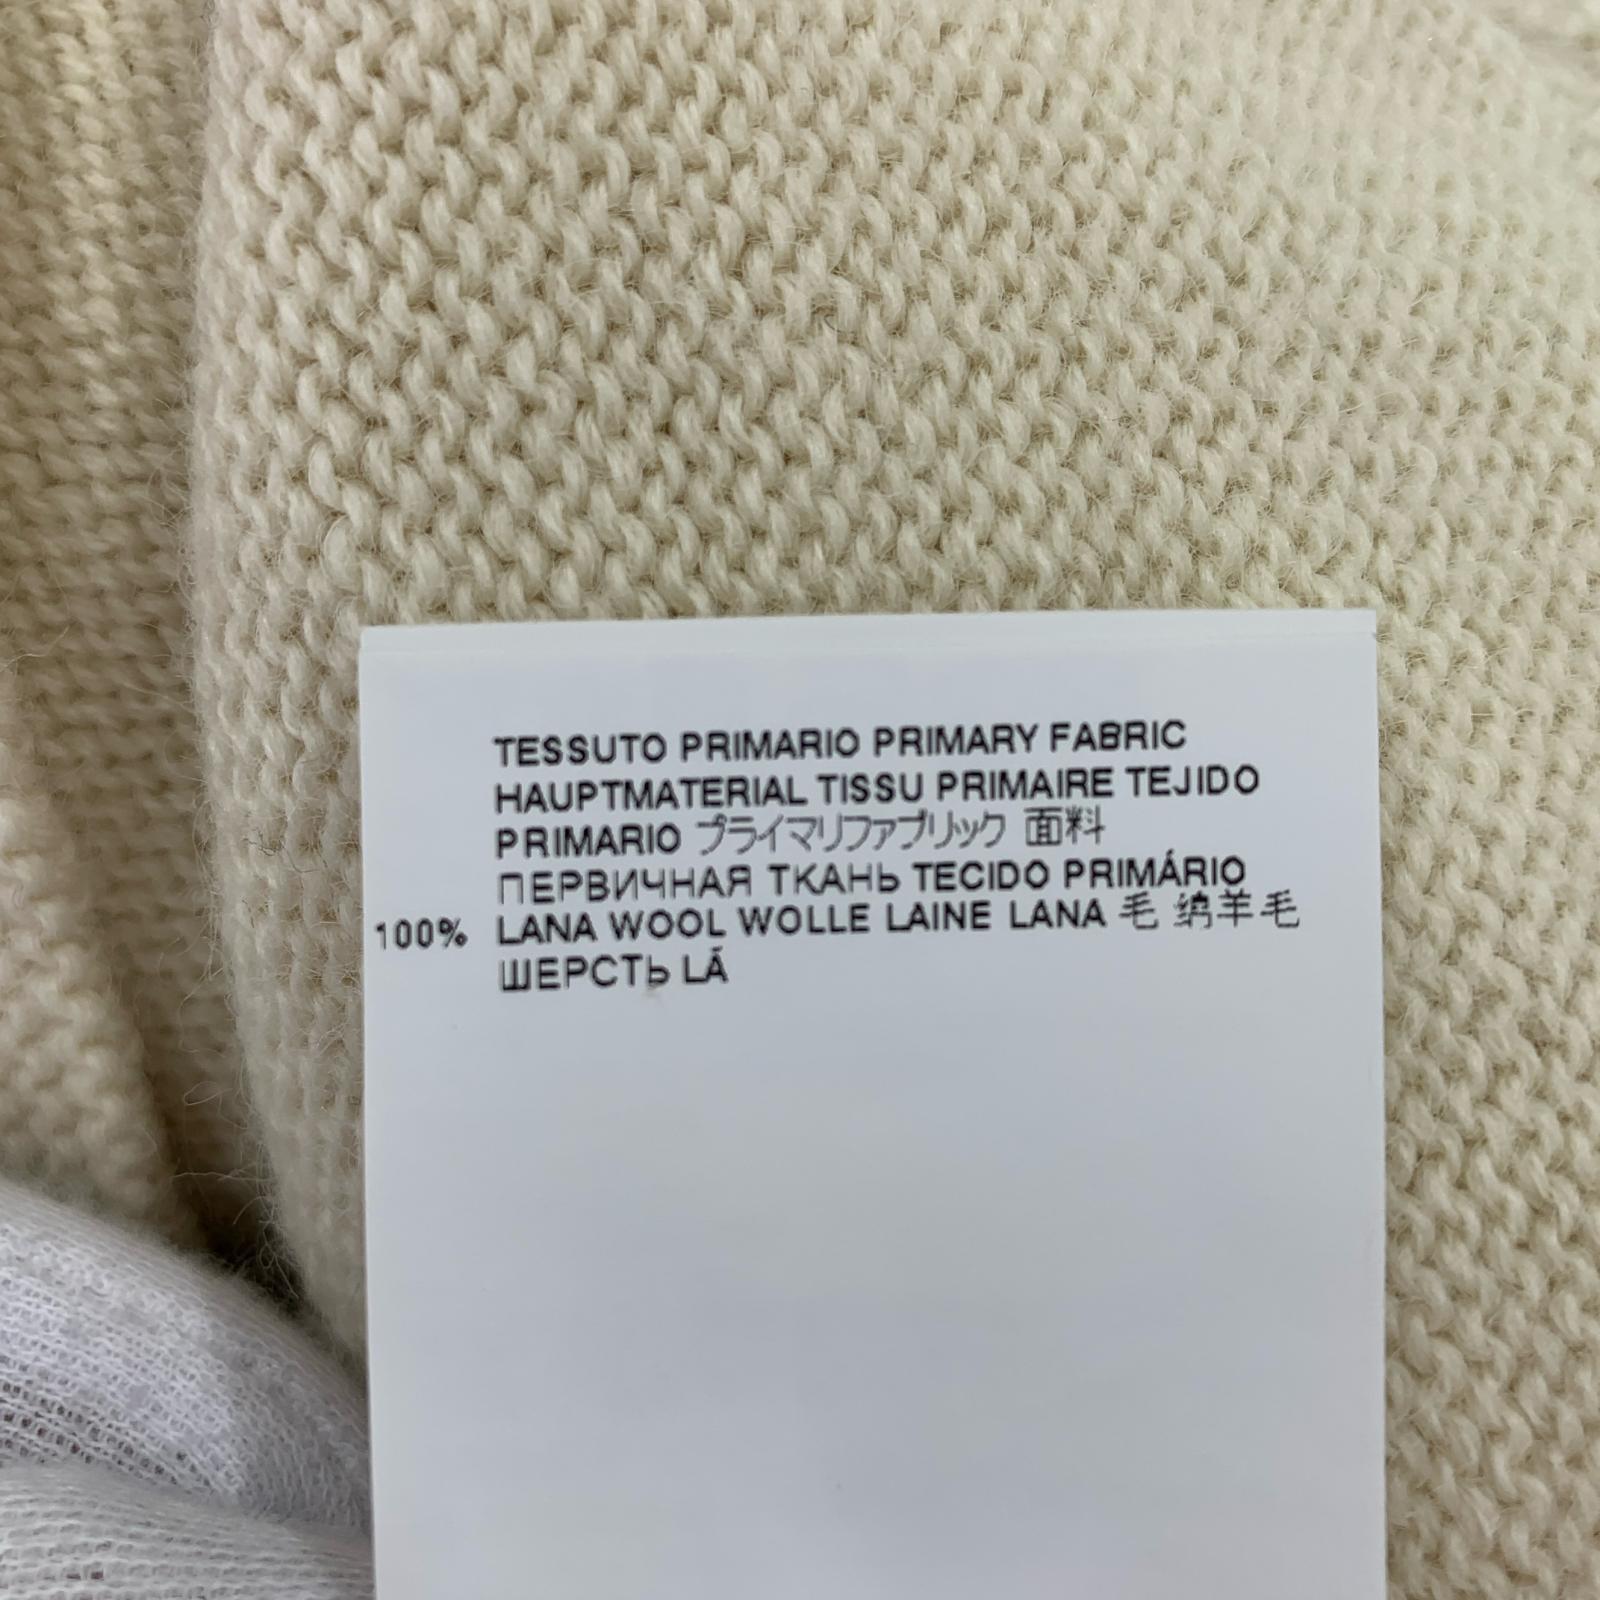 TESSUTO PRIMARIO PRIMARY FABRIC
HAUPTMATERIAL TISSU PRIMAIRE TEJIDO
PRIMARIO プライマリファブリック 面料
ПЕРВИЧНАЯ ТКАНЬ TECIDO PRIMÁRIO
100% LANA WOOL WOLLE LAINE LANA 毛 绵羊毛
ШЕРСТЬ LÁ